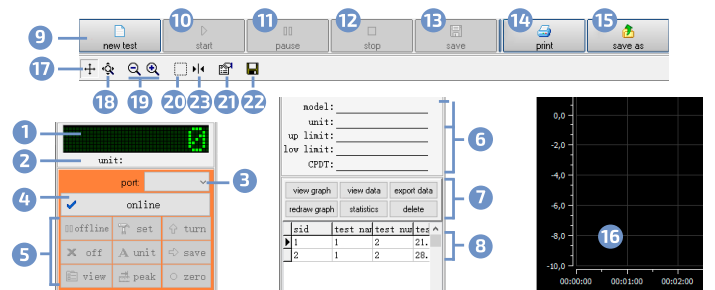 10 11 12 13 14 15
9 new test start pause stop save print save as
17
18 19 20 23 21 22
1 0
2 unit:
port 3
4 online
5
offline set turn
off unit save
view peak zero
model:
unit:
up limit:
low limit:
CPDT:
6
view graph view data export data
redraw graph statistics delete
7
sid test nam test num tes
1 1 2 21.
2 1 2 28.
8
0,0
-2,0
-4,0
-6,0
-8,0
-10,0
16
00:00:00 00:01:00 00:02:00